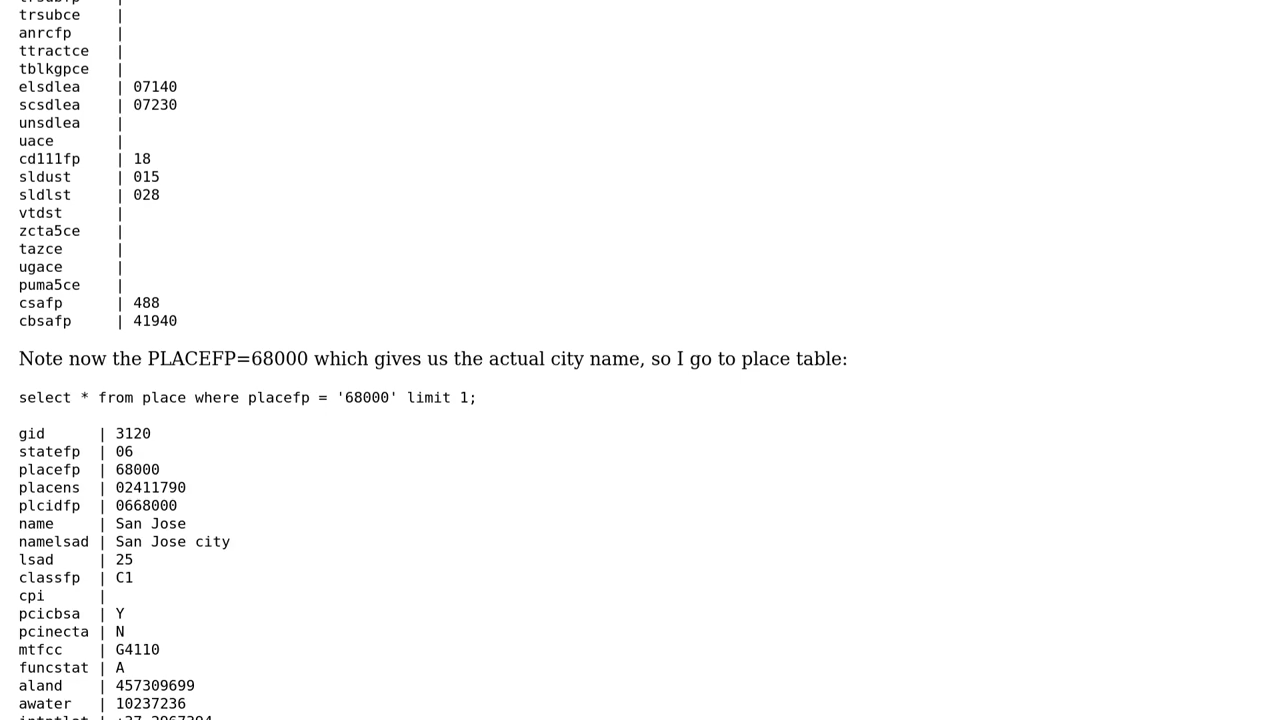 trsubce    |
anrcfp     |
ttractce   |
tblkgpce   |
elsdlea    | 07140
scsdlea    | 07230
unsdlea    |
uace       |
cd111fp    | 18
sldust     | 015
sldlst     | 028
vtdst      |
zcta5ce    |
tazce      |
ugace      |
puma5ce    |
csafp      | 488
cbsafp     | 41940
Note now the PLACEFP=68000 which gives us the actual city name, so I go to place table:
select * from place where placefp = '68000' limit 1;
gid      | 3120
statefp  | 06
placefp  | 68000
placens  | 02411790
plcidfp  | 0668000
name     | San Jose
namelsad | San Jose city
lsad     | 25
classfp  | C1
cpi      |
pcicbsa  | Y
pcinecta | N
mtfcc    | G4110
funcstat | A
aland    | 457309699
awater   | 10237236